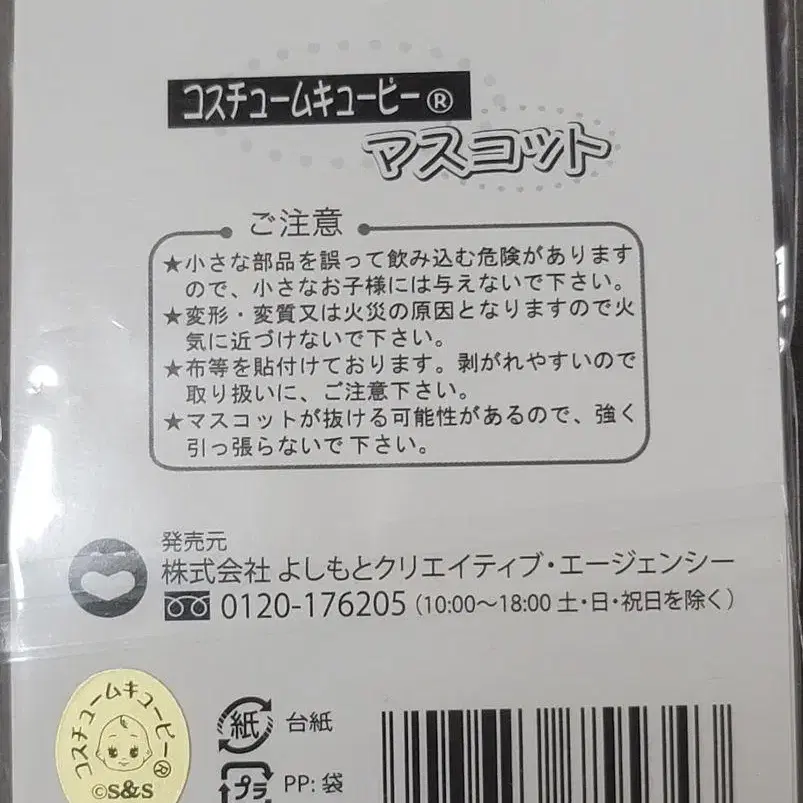 コスチュームキューピー®
マスコット
ご注意
★小さな部品を誤って飲み込む危険があります
ので、小さなお子様には与えないで下さい。
★変形・変質又は火災の原因となりますので火
気に近づけないで下さい。
★布等を貼付けております。剥がれやすいので
取り扱いに、ご注意下さい。
★マスコットが抜ける可能性があるので、強く
引っ張らないで下さい。
発売元
株式会社 よしもとクリエイティブ・エージェンシー
0120-176205(10:00〜18:00 土・日・祝日を除く)
コスチュームキューピー®
©S&S
紙 台紙
プラ PP: 袋